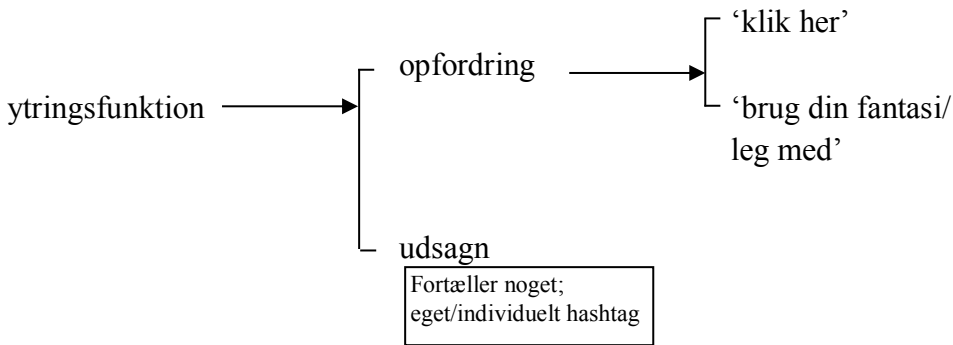 ‘klik her’
opfordring
ytringsfunktion
‘brug din fantasi/
leg med’
udsagn
Fortæller noget;
eget/individuelt hashtag